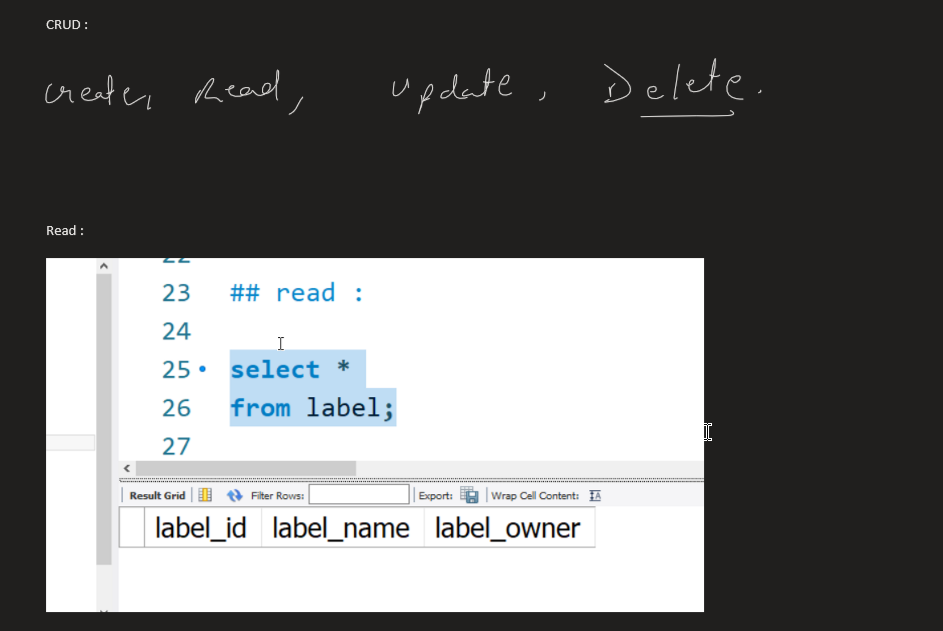 CRUD :
Create, Read, update, Delete.
Read :
22
23 ## read :
24
25 select *
26 from label;
27
Result Grid Filter Rows: Export: Wrap Cell Content:
label_id label_name label_owner